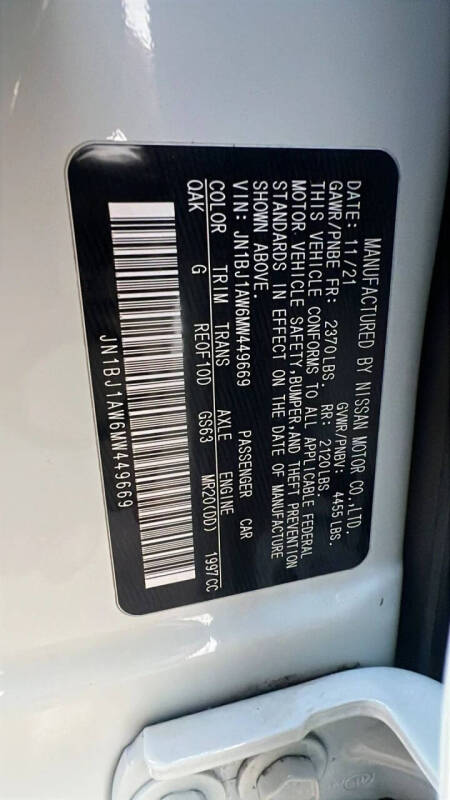 MANUFACTURED BY NISSAN MOTOR CO.,LTD.
DATE: 11/21 GVWR/PNBV: 4455LBS.
GAWR/PNBE FR: 2370LBS. RR: 2120LBS.
THIS VEHICLE CONFORMS TO ALL APPLICABLE FEDERAL
MOTOR VEHICLE SAFETY,BUMPER,AND THEFT PREVENTION
STANDARDS IN EFFECT ON THE DATE OF MANUFACTURE
SHOWN ABOVE.
VIN: JN1BJ1AW6MW449669 PASSENGER CAR
COLOR TRIM TRANS AXLE ENGINE
QAK G RE0F10D GS63 MR20(DD) 1997CC
JN1BJ1AW6MW449669